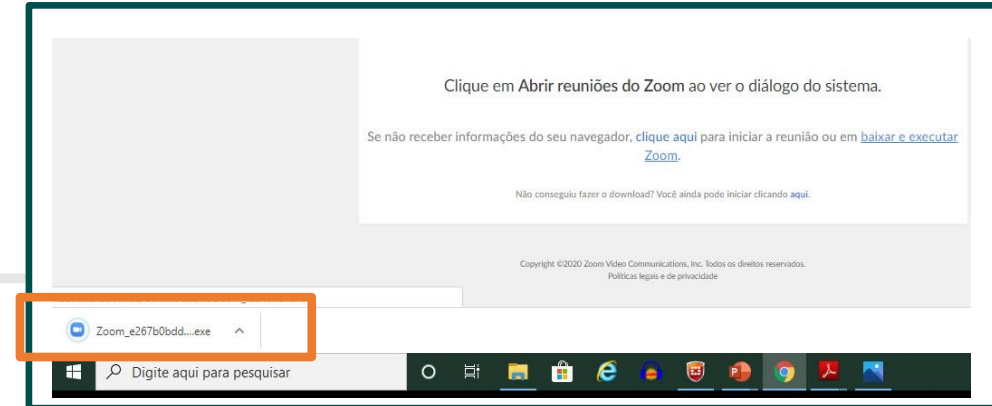 Clique em Abrir reuniões do Zoom ao ver o diálogo do sistema.
Se não receber informações do seu navegador, clique aqui para iniciar a reunião ou em baixar e executar
Zoom.
Não conseguiu fazer o download? Você ainda pode iniciar clicando aqui.
Copyright ©2020 Zoom Video Communications, Inc. Todos os direitos reservados.
Políticas legais e de privacidade
Zoom_e267b0bdd....exe
Digite aqui para pesquisar